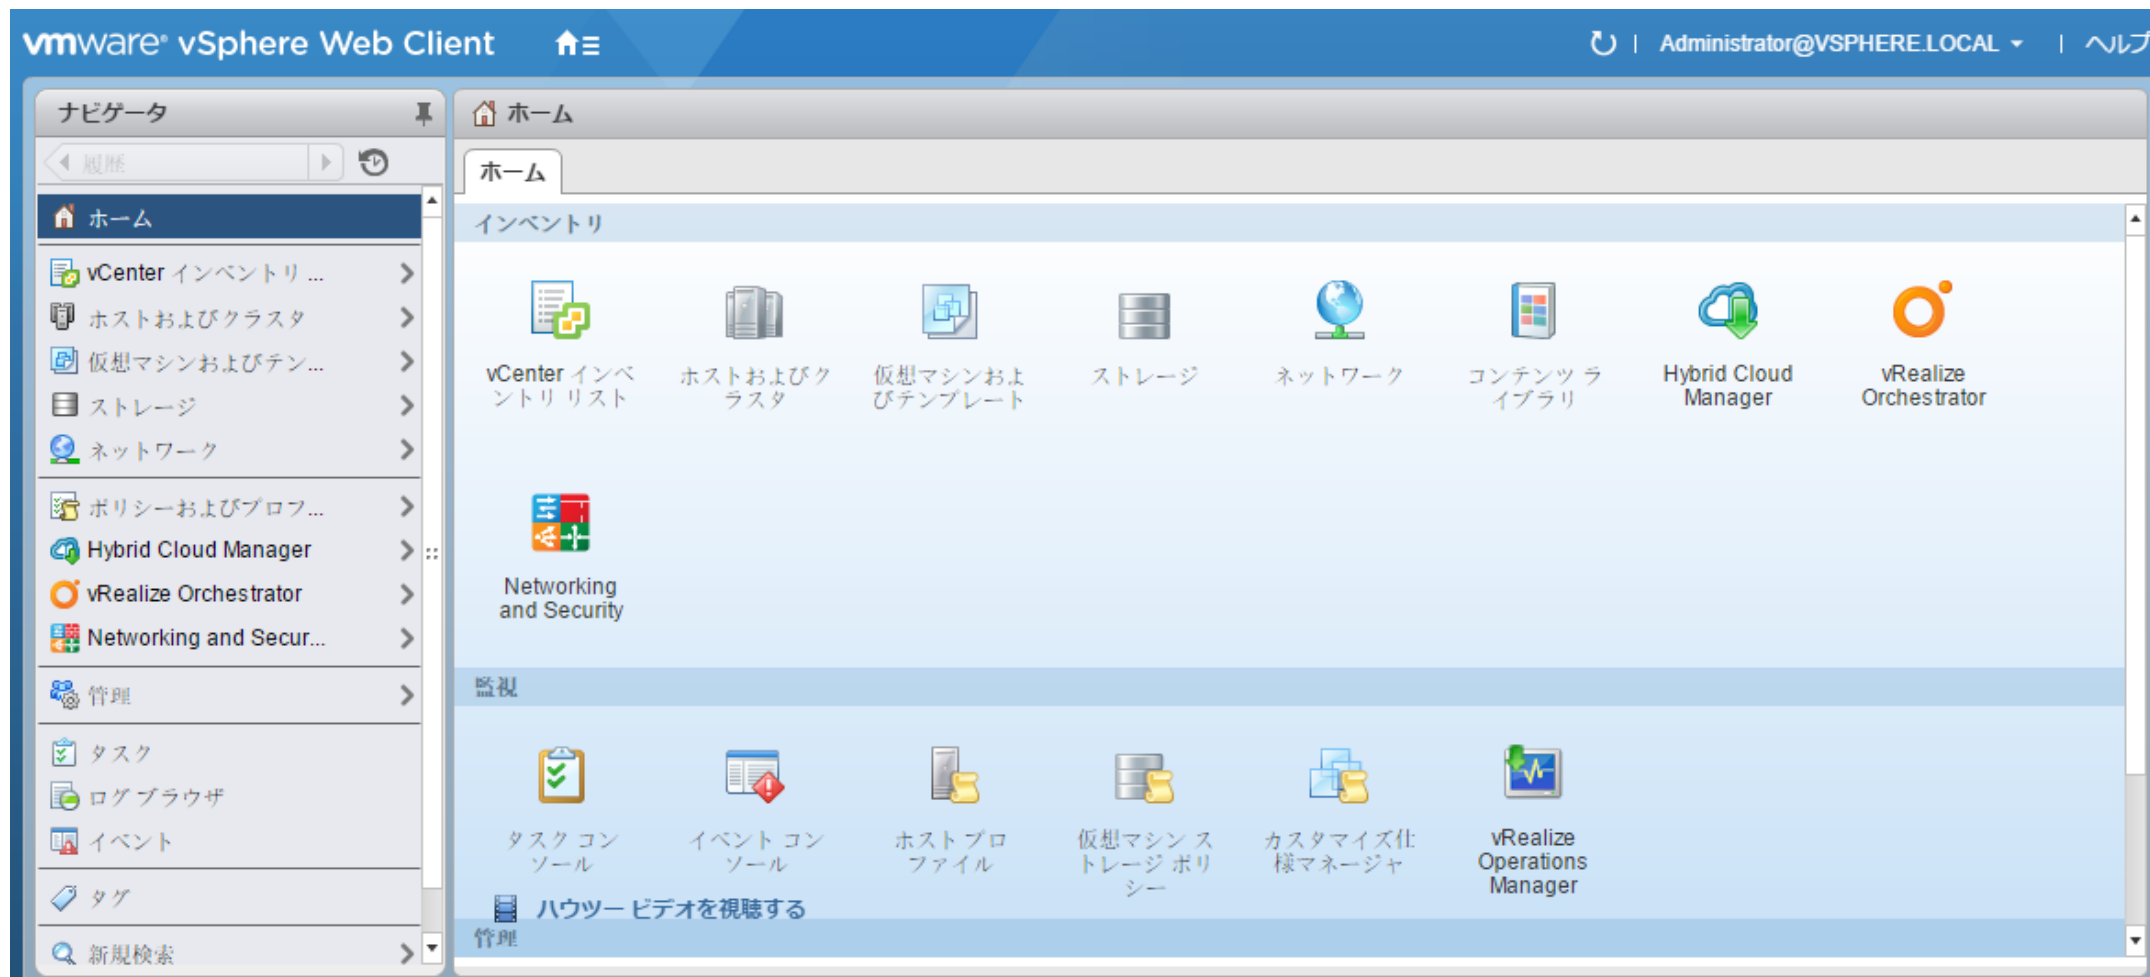 vmware vSphere Web Client
Administrator@VSPHERE.LOCAL
ヘルプ
ナビゲータ
履歴
ホーム
vCenter インベントリ ...
ホストおよびクラスタ
仮想マシンおよびテン...
ストレージ
ネットワーク
ポリシーおよびプロフ...
Hybrid Cloud Manager
vRealize Orchestrator
Networking and Secur...
管理
タスク
ログ ブラウザ
イベント
タグ
新規検索
ホーム
ホーム
インベントリ
vCenter インベ
ントリ リスト
ホストおよびク
ラスタ
仮想マシンおよ
びテンプレート
ストレージ
ネットワーク
コンテンツ ラ
イブラリ
Hybrid Cloud
Manager
vRealize
Orchestrator
Networking
and Security
監視
タスク コン
ソール
イベント コン
ソール
ホスト プロ
ファイル
仮想マシン ス
トレージ ポリ
シー
カスタマイズ仕
様マネージャ
vRealize
Operations
Manager
ハウツー ビデオを視聴する
管理